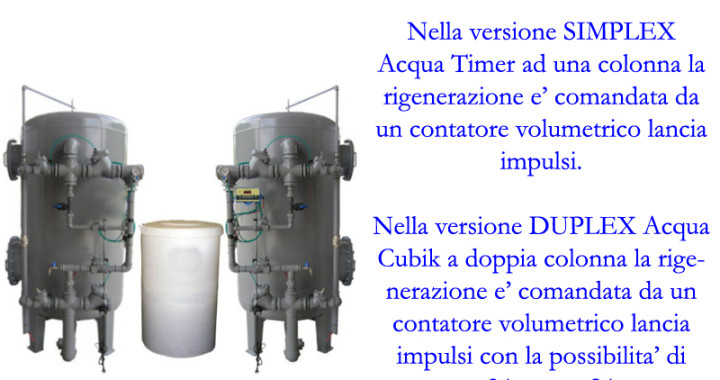 Nella versione SIMPLEX
Acqua Timer ad una colonna la
rigenerazione e’ comandata da
un contatore volumetrico lancia
impulsi.
Nella versione DUPLEX Acqua
Cubik a doppia colonna la rige-
nerazione e’ comandata da un
contatore volumetrico lancia
impulsi con la possibilita’ di